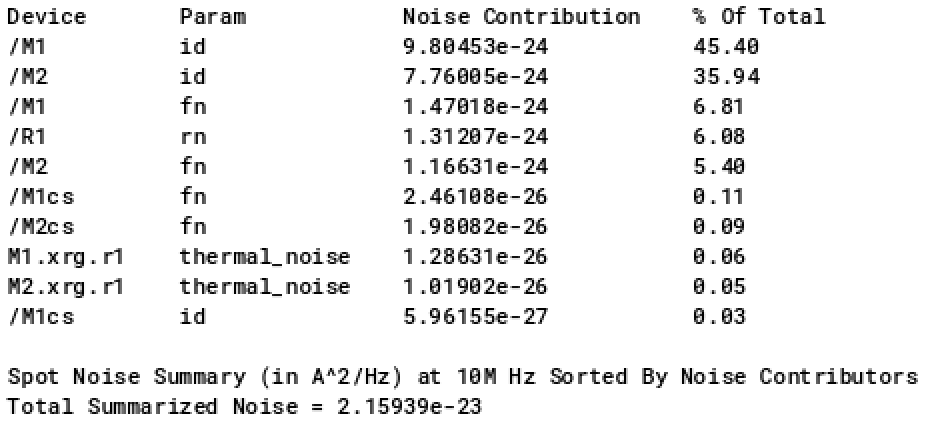 Device Param Noise Contribution % Of Total
/M1 id 9.80453e-24 45.40
/M2 id 7.76005e-24 35.94
/M1 fn 1.47018e-24 6.81
/R1 rn 1.31207e-24 6.08
/M2 fn 1.16631e-24 5.40
/M1cs fn 2.46108e-26 0.11
/M2cs fn 1.98082e-26 0.09
M1.xrg.r1 thermal_noise 1.28631e-26 0.06
M2.xrg.r1 thermal_noise 1.01902e-26 0.05
/M1cs id 5.96155e-27 0.03
Spot Noise Summary (in A^2/Hz) at 10M Hz Sorted By Noise Contributors
Total Summarized Noise = 2.15939e-23